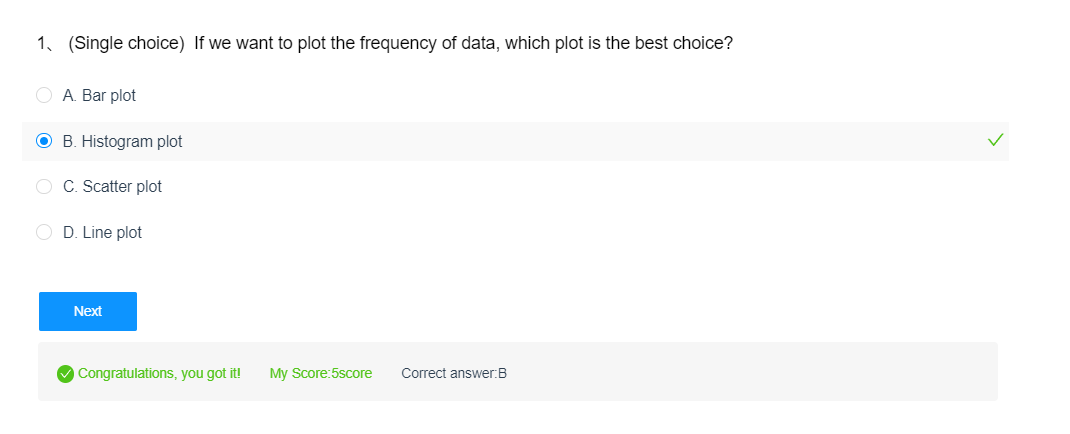 1、 (Single choice) If we want to plot the frequency of data, which plot is the best choice?
A. Bar plot
B. Histogram plot
C. Scatter plot
D. Line plot
Next
Congratulations, you got it! My Score:5score Correct answer:B